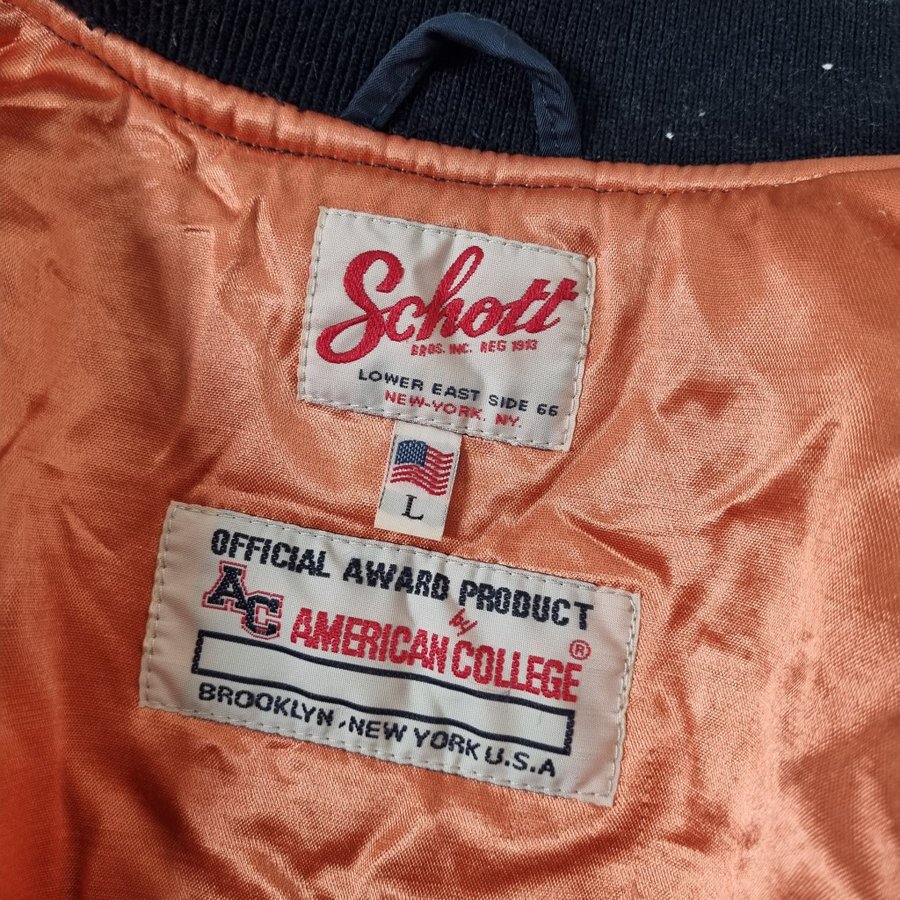 Schott
BROS. INC. REG 1913
LOWER EAST SIDE 66
NEW-YORK. NY.
L
OFFICIAL AWARD PRODUCT
by
AC AMERICAN COLLEGE ®
BROOKLYN, NEW YORK U.S.A